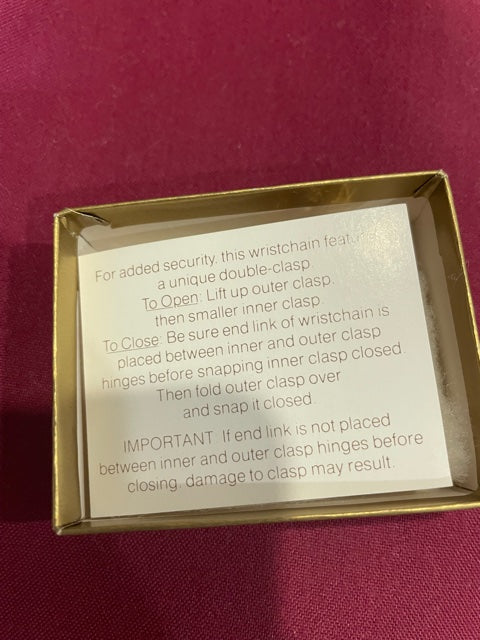 For added security, this wristchain
a unique double-clasp.
To Open: Lift up outer clasp,
then smaller inner clasp.
To Close: Be sure end link of wristchain is
placed between inner and outer clasp
hinges before snapping inner clasp closed.
Then fold outer clasp over
and snap it closed.
IMPORTANT: If end link is not placed
between inner and outer clasp hinges before
closing, damage to clasp may result.